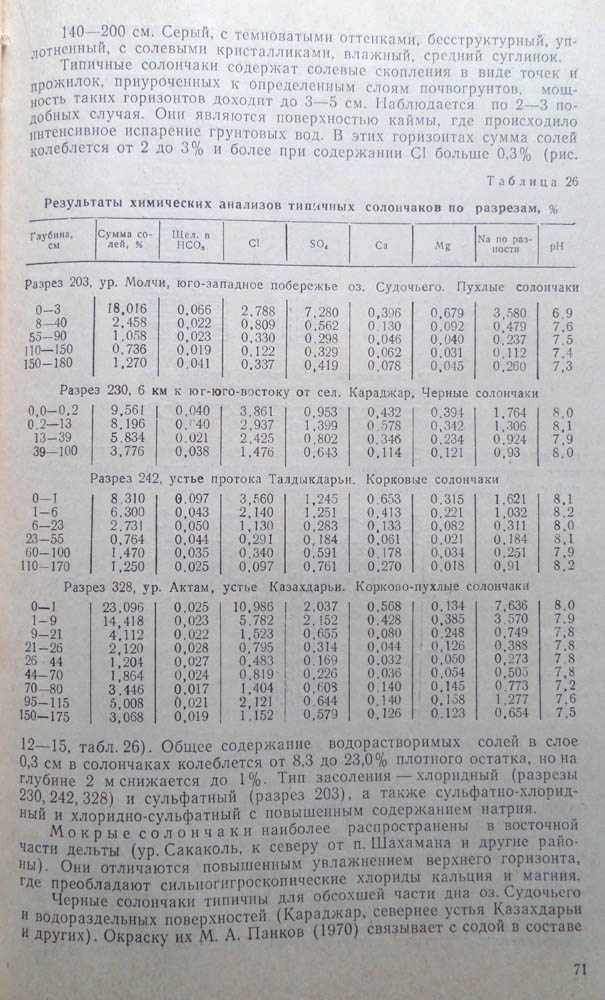 140—200 см. Серый, с темноватыми оттенками, бесструктурный, уп-
лотненный, с солевыми кристалликами, влажный, средний суглинок.
Типичные солончаки содержат солевые скопления в виде точек и
прожилок, приуроченных к определенным слоям почвогрунтов, мощ-
ность таких горизонтов доходит до 3—5 см. Наблюдается по 2—3 по-
добных случая. Они являются поверхностью каймы, где происходило
интенсивное испарение грунтовых вод. В этих горизонтах сумма солей
колеблется от 2 до 3% и более при содержании Cl больше 0,3% (рис.
Таблица 26
Результаты химических анализов типичных солончаков по разрезам, %
Глубина, см Сумма со-лей, % Щел. в HCO₃ Cl SO₄ Ca Mg Na по раз-ности pH
Разрез 203, ур. Молчи, юго-западное побережье оз. Судочьего. Пухлые солончаки
0—3 18,016 0,066 2,788 7,280 0,396 0,679 3,580 6,9
8—40 2,458 0,022 0,809 0,562 0,130 0,092 0,479 7,6
55—90 1,058 0,023 0,330 0,298 0,046 0,040 0,237 7,5
110—150 0,736 0,019 0,122 0,329 0,062 0,031 0,112 7,4
150—180 1,270 0,041 0,337 0,419 0,078 0,045 0,260 7,3
Разрез 230, 6 км к юг-юго-востоку от сел. Караджар, Черные солончаки
0,0—0,2 9,561 0,040 3,861 0,953 0,432 0,394 1,764 8,0
0,2—13 8,196 2,937 1,399 0,578 0,342 1,306 8,1
13—39 5,834 0,021 2,425 0,802 0,346 0,234 0,924 7,9
39—100 3,776 0,038 1,476 0,643 0,114 0,121 0,93 8,0
Разрез 242, устье протока Талдыкдарьи. Корковые солончаки
0—1 8,310 0,097 3,560 1,245 0,653 0,315 1,621 8,1
1—6 6,300 0,043 2,140 1,251 0,413 0,221 1,032 8,2
6—23 2,731 0,050 1,130 0,283 0,133 0,082 0,311 8,0
23—55 0,764 0,044 0,291 0,184 0,061 0,021 0,184 8,1
60—100 1,470 0,035 0,340 0,591 0,178 0,034 0,251 7,9
110—170 1,250 0,025 0,097 0,761 0,270 0,018 0,91 8,2
Разрез 328, ур. Актам, устье Казахдарьи. Корково-пухлые солончаки
0—1 23,096 0,025 10,986 2,037 0,568 0,134 7,636 8,0
1—9 14,418 0,023 5,782 2,152 0,428 0,385 3,570 7,9
9—21 4,112 0,022 1,523 0,655 0,080 0,248 0,749 7,8
21—26 2,120 0,028 0,795 0,314 0,044 0,126 0,388 7,8
26—44 1,204 0,027 0,483 0,169 0,032 0,050 0,273 7,8
44—70 1,864 0,024 0,819 0,226 0,036 0,054 0,505 7,8
70—80 3,446 0,017 1,404 0,608 0,140 0,145 0,773 7,2
95—115 5,008 0,021 2,121 0,644 0,140 0,158 1,277 7,6
150—175 3,068 0,019 1,152 0,579 0,126 0,123 0,654 7,5
12—15, табл. 26). Общее содержание водорастворимых солей в слое
0,3 см в солончаках колеблется от 8,3 до 23,0% плотного остатка, но на
глубине 2 м снижается до 1%. Тип засоления — хлоридный (разрезы
230, 242, 328) и сульфатный (разрез 203), а также сульфатно-хлорид-
ный и хлоридно-сульфатный с повышенным содержанием натрия.
Мокрые солончаки наиболее распространены в восточной
части дельты (ур. Сакаколь, к северу от п. Шахамана и другие райо-
ны). Они отличаются повышенным увлажнением верхнего горизонта,
где преобладают сильногигроскопические хлориды кальция и магния.
Черные солончаки типичны для обсохшей части дна оз. Судочьего
и водораздельных поверхностей (Караджар, севернее устья Казахдарьи
и других). Окраску их М. А. Панков (1970) связывает с содой в составе
71